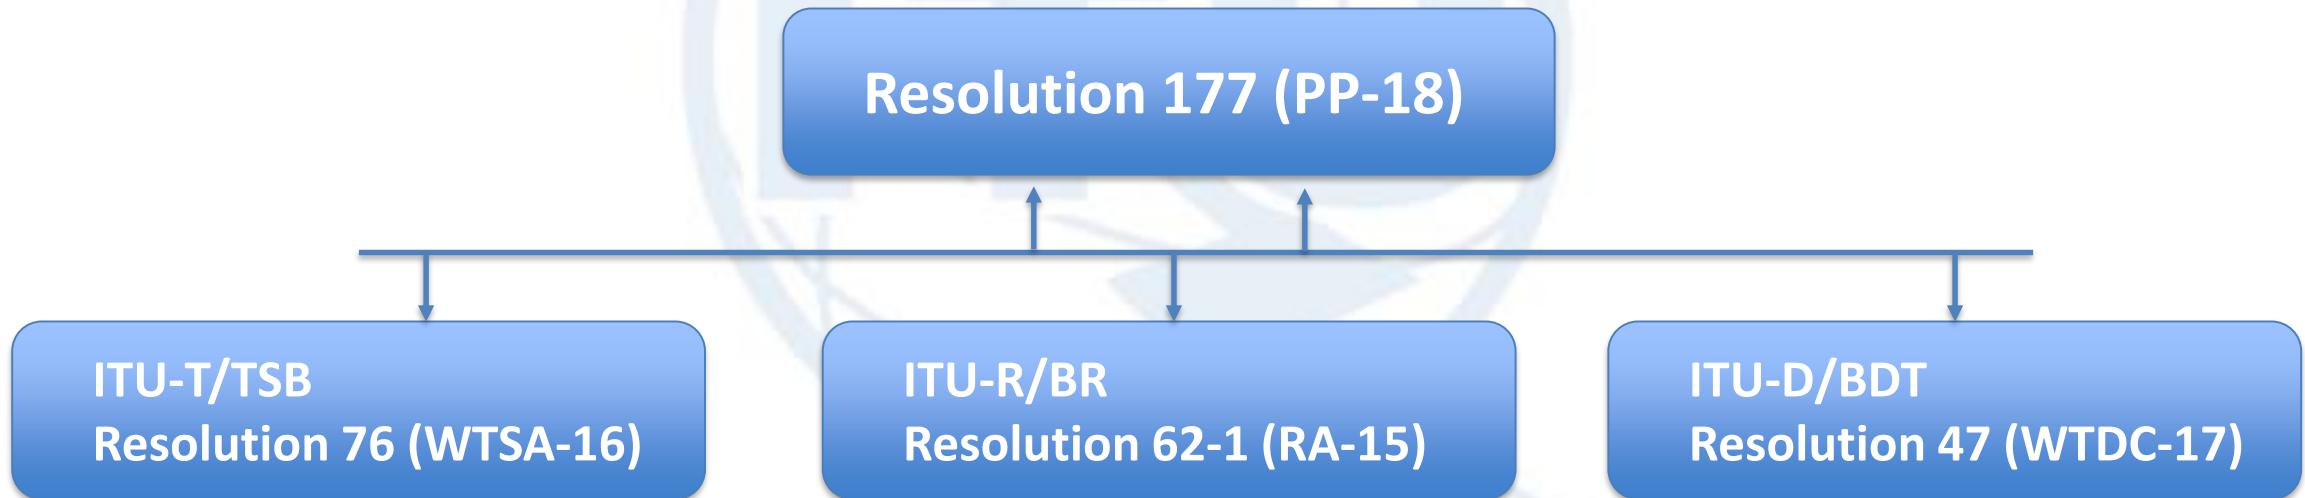 Resolution 177 (PP-18)
ITU-T/TSB
Resolution 76 (WTSA-16)
ITU-R/BR
Resolution 62-1 (RA-15)
ITU-D/BDT
Resolution 47 (WTDC-17)